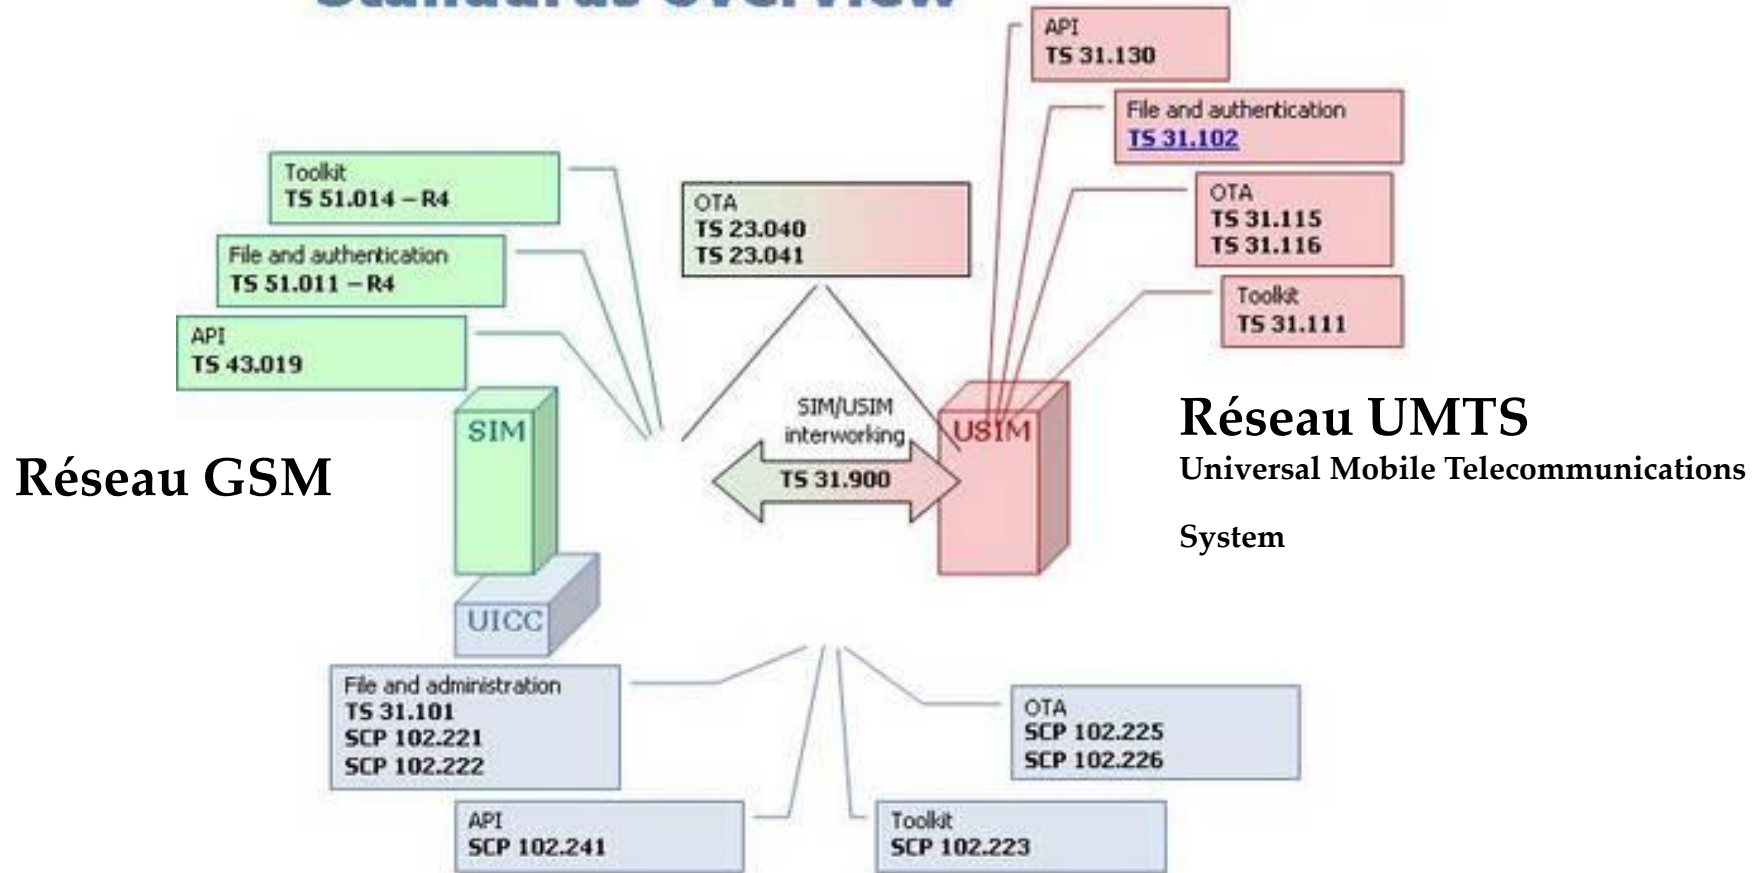 Standards Overview
API
TS 31.130
File and authentication
TS 31.102
OTA
TS 31.115
TS 31.116
Toolkit
TS 31.111
Toolkit
TS 51.014 – R4
File and authentication
TS 51.011 – R4
API
TS 43.019
OTA
TS 23.040
TS 23.041
SIM/USIM
interworking
TS 31.900
SIM
USIM
UICC
Réseau GSM
Réseau UMTS
Universal Mobile Telecommunications
System
File and administration
TS 31.101
SCP 102.221
SCP 102.222
API
SCP 102.241
Toolkit
SCP 102.223
OTA
SCP 102.225
SCP 102.226